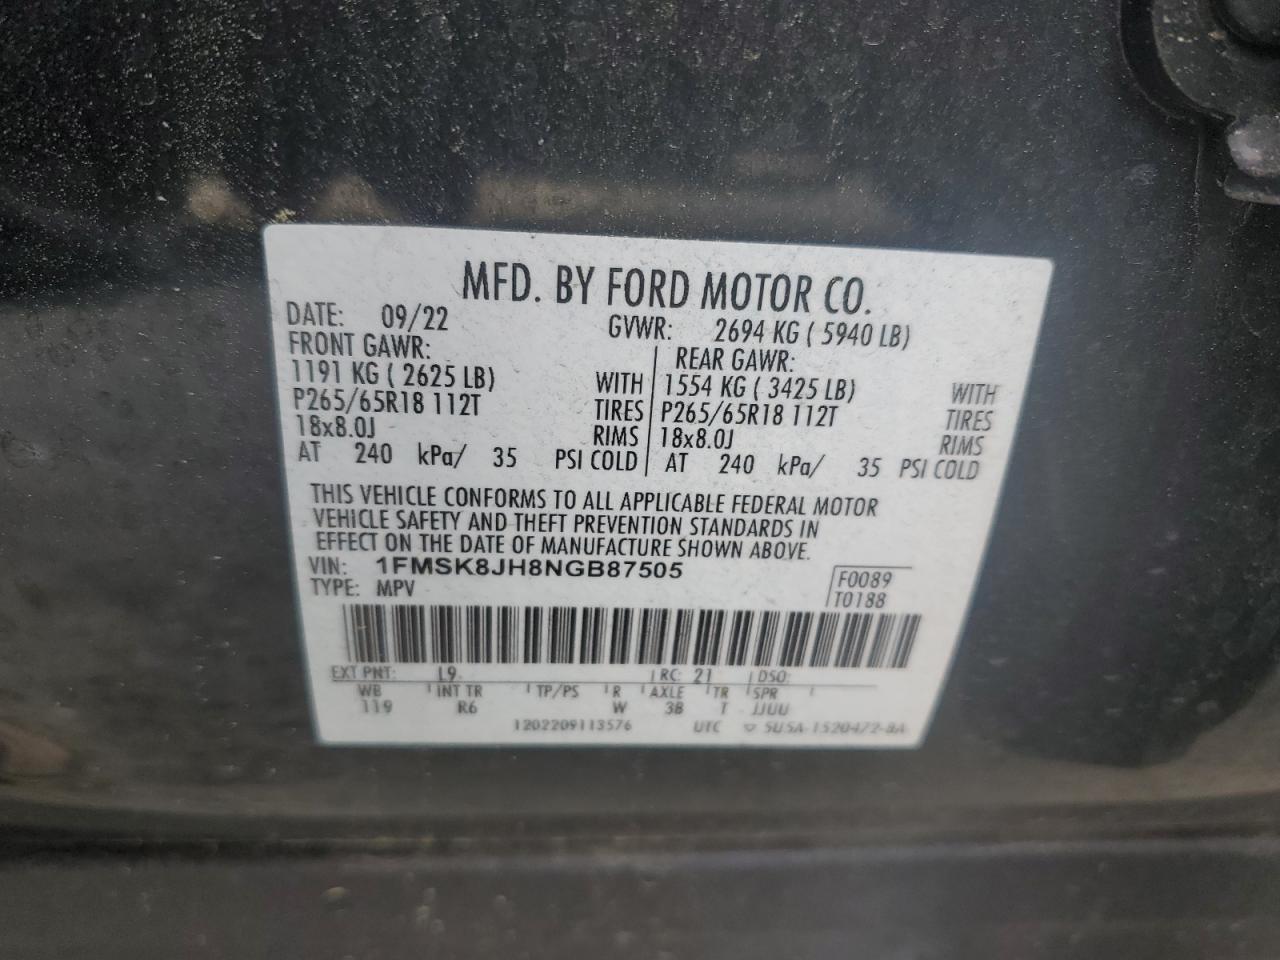 MFD. BY FORD MOTOR CO.
DATE: 09/22 GVWR: 2694 KG ( 5940 LB)
FRONT GAWR: REAR GAWR:
1191 KG ( 2625 LB) WITH 1554 KG ( 3425 LB) WITH
P265/65R18 112T TIRES P265/65R18 112T TIRES
18x8.0J RIMS 18x8.0J RIMS
AT 240 kPa/ 35 PSI COLD AT 240 kPa/ 35 PSI COLD
THIS VEHICLE CONFORMS TO ALL APPLICABLE FEDERAL MOTOR
VEHICLE SAFETY AND THEFT PREVENTION STANDARDS IN
EFFECT ON THE DATE OF MANUFACTURE SHOWN ABOVE.
VIN: 1FMSK8JH8NGB87505
TYPE: MPV
F0089
T0188
EXT PNT: L9 RC: 21 DSO:
WB INT TR TP/PS R AXLE TR SPR
119 R6 W 3B T JJUU
1202209113576 UTC ▽ 5U5A-1520472-8A